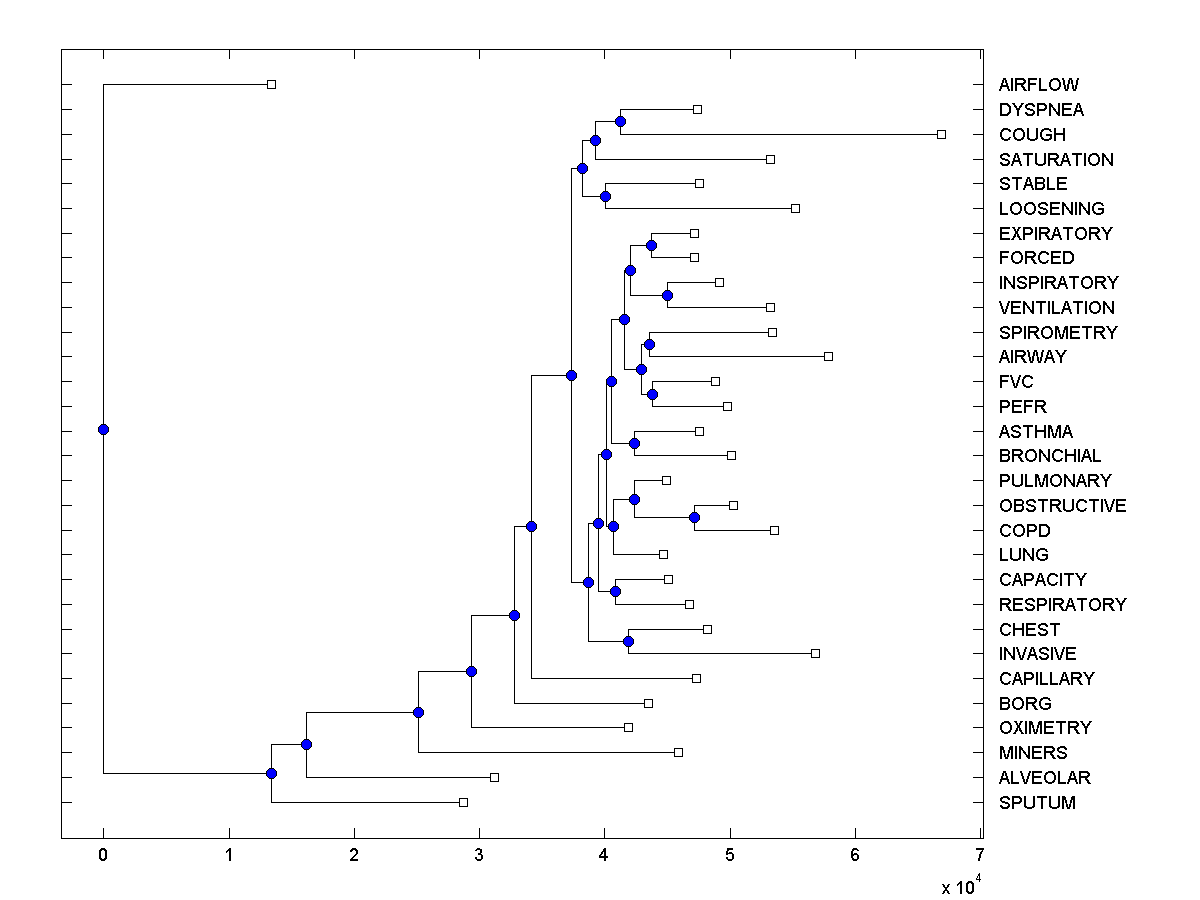 AIRFLOW
DYSPNEA
COUGH
SATURATION
STABLE
LOOSENING
EXPIRATORY
FORCED
INSPIRATORY
VENTILATION
SPIROMETRY
AIRWAY
FVC
PEFR
ASTHMA
BRONCHIAL
PULMONARY
OBSTRUCTIVE
COPD
LUNG
CAPACITY
RESPIRATORY
CHEST
INVASIVE
CAPILLARY
BORG
OXIMETRY
MINERS
ALVEOLAR
SPUTUM
0 1 2 3 4 5 6 7
x 10^4